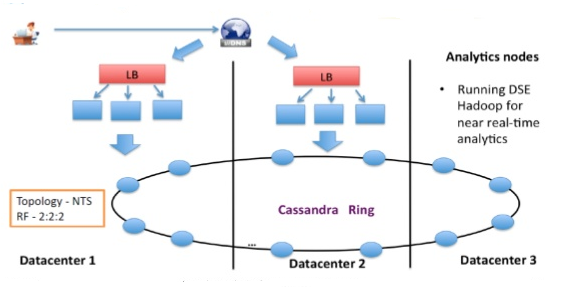 WDNS
LB
LB
Analytics nodes
• Running DSE
Hadoop for
near real-time
analytics
Topology - NTS
RF - 2:2:2
Cassandra Ring
...
Datacenter 1
Datacenter 2
Datacenter 3